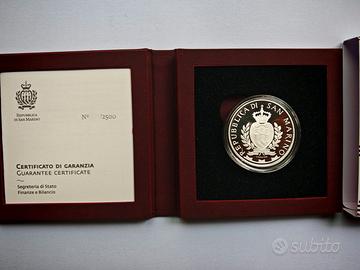 REPUBBLICA
DI SAN MARINO
N° /2500
CERTIFICATO DI GARANZIA
GUARANTEE CERTIFICATE
Segreteria di Stato
Finanze e Bilancio
REPUBBLICA DI SAN MARINO
subito